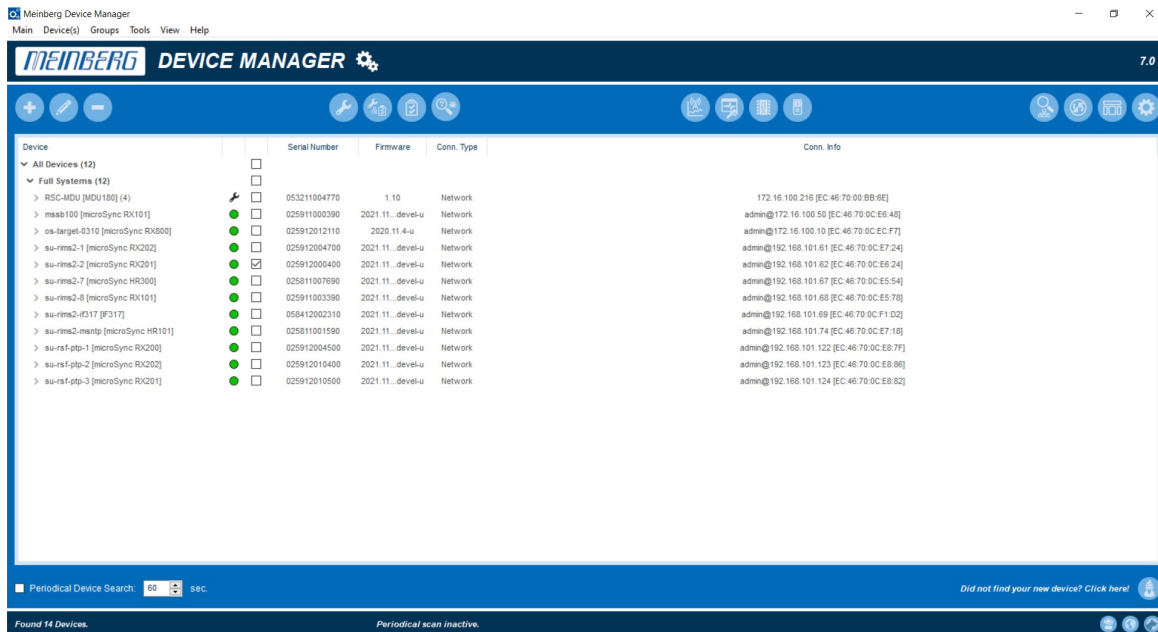 Meinberg Device Manager
Main Device(s) Groups Tools View Help
MEINBERG DEVICE MANAGER 7.0
Device Serial Number Firmware Conn. Type Conn. Info
All Devices (12)
Full Systems (12)
RSC-MDU [MDU180] (4) 053211004770 1.10 Network 172.16.100.216 [EC:46:70:00:BB:6E]
mssb100 [microSync RX101] 025911000390 2021.11...devel-u Network admin@172.16.100.50 [EC:46:70:0C:E6:48]
os-target-0310 [microSync RX800] 025912012110 2020.11.4-u Network admin@172.16.100.10 [EC:46:70:0C:EC:F7]
su-rims2-1 [microSync RX202] 025912004700 2021.11...devel-u Network admin@192.168.101.61 [EC:46:70:0C:E7:24]
su-rims2-2 [microSync RX201] 025912000400 2021.11...devel-u Network admin@192.168.101.62 [EC:46:70:0C:E6:24]
su-rims2-7 [microSync HR300] 025811007690 2021.11...devel-u Network admin@192.168.101.67 [EC:46:70:0C:E5:54]
su-rims2-8 [microSync RX101] 025911003390 2021.11...devel-u Network admin@192.168.101.68 [EC:46:70:0C:E5:78]
su-rims2-if317 [IF317] 058412002310 2021.11...devel-u Network admin@192.168.101.69 [EC:46:70:0C:F1:D2]
su-rims2-msntp [microSync HR101] 025811001590 2021.11...devel-u Network admin@192.168.101.74 [EC:46:70:0C:E7:18]
su-rsf-ptp-1 [microSync RX200] 025912004500 2021.11...devel-u Network admin@192.168.101.122 [EC:46:70:0C:E8:7F]
su-rsf-ptp-2 [microSync RX202] 025912010400 2021.11...devel-u Network admin@192.168.101.123 [EC:46:70:0C:E8:86]
su-rsf-ptp-3 [microSync RX201] 025912010500 2021.11...devel-u Network admin@192.168.101.124 [EC:46:70:0C:E8:82]
Periodical Device Search: 60 sec. Did not find your new device? Click here!
Found 14 Devices. Periodical scan inactive.